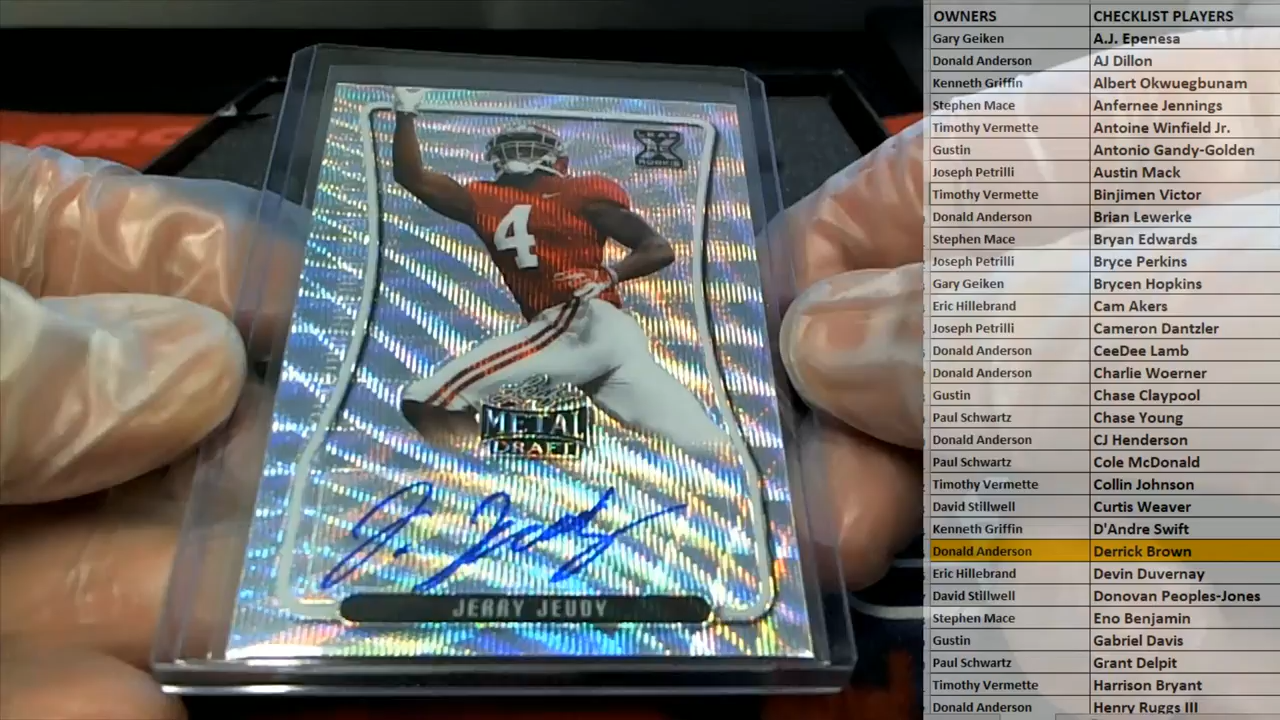 LEAF
ROOKIE
4
Leaf
METAL
DRAFT
J. Jeudy
JERRY JEUDY
OWNERS CHECKLIST PLAYERS
Gary Geiken A.J. Epenesa
Donald Anderson AJ Dillon
Kenneth Griffin Albert Okwuegbunam
Stephen Mace Anfernee Jennings
Timothy Vermette Antoine Winfield Jr.
Gustin Antonio Gandy-Golden
Joseph Petrilli Austin Mack
Timothy Vermette Binjimen Victor
Donald Anderson Brian Lewerke
Stephen Mace Bryan Edwards
Joseph Petrilli Bryce Perkins
Gary Geiken Brycen Hopkins
Eric Hillebrand Cam Akers
Joseph Petrilli Cameron Dantzler
Donald Anderson CeeDee Lamb
Donald Anderson Charlie Woerner
Gustin Chase Claypool
Paul Schwartz Chase Young
Donald Anderson CJ Henderson
Paul Schwartz Cole McDonald
Timothy Vermette Collin Johnson
David Stillwell Curtis Weaver
Kenneth Griffin D'Andre Swift
Donald Anderson Derrick Brown
Eric Hillebrand Devin Duvernay
David Stillwell Donovan Peoples-Jones
Stephen Mace Eno Benjamin
Gustin Gabriel Davis
Paul Schwartz Grant Delpit
Timothy Vermette Harrison Bryant
Donald Anderson Henry Ruggs III